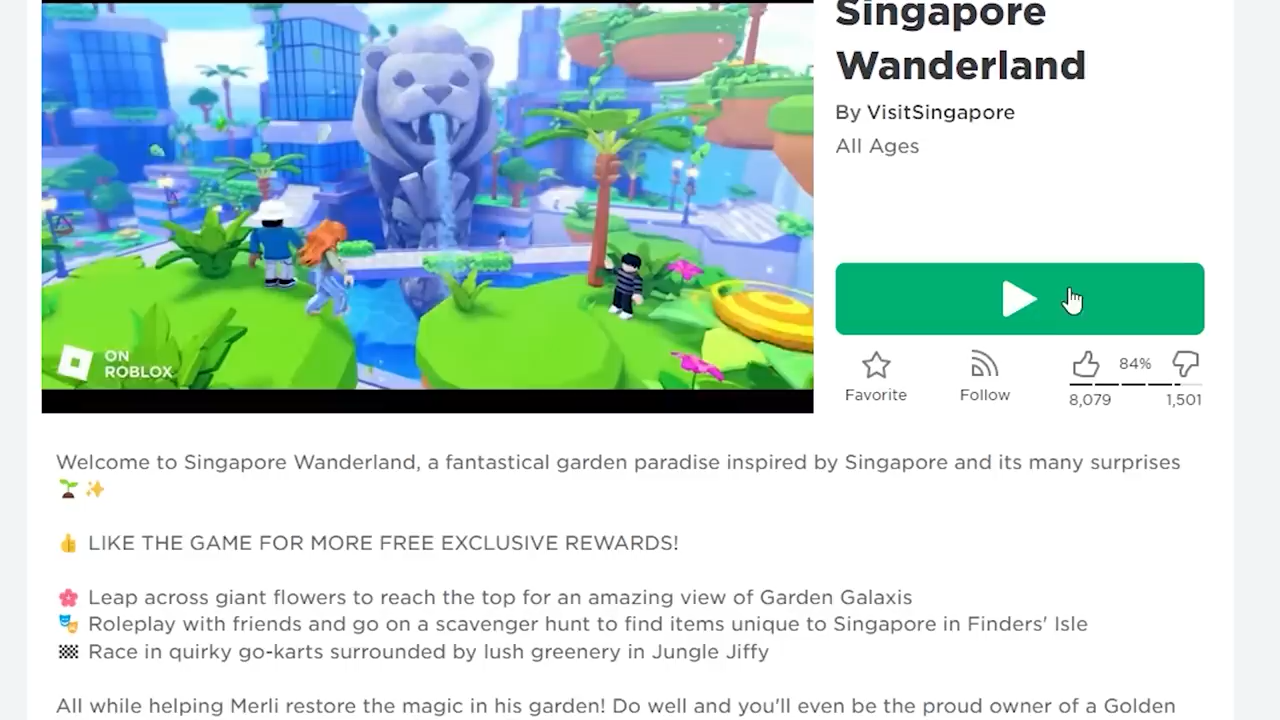 Singapore
Wanderland
By VisitSingapore
All Ages
ON
ROBLOX
Favorite
Follow
84%
8,079
1,501
Welcome to Singapore Wanderland, a fantastical garden paradise inspired by Singapore and its many surprises
🌱 ✨
👍 LIKE THE GAME FOR MORE FREE EXCLUSIVE REWARDS!
🌸 Leap across giant flowers to reach the top for an amazing view of Garden Galaxis
🎭 Roleplay with friends and go on a scavenger hunt to find items unique to Singapore in Finders' Isle
🏁 Race in quirky go-karts surrounded by lush greenery in Jungle Jiffy
All while helping Merli restore the magic in his garden! Do well and you'll even be the proud owner of a Golden